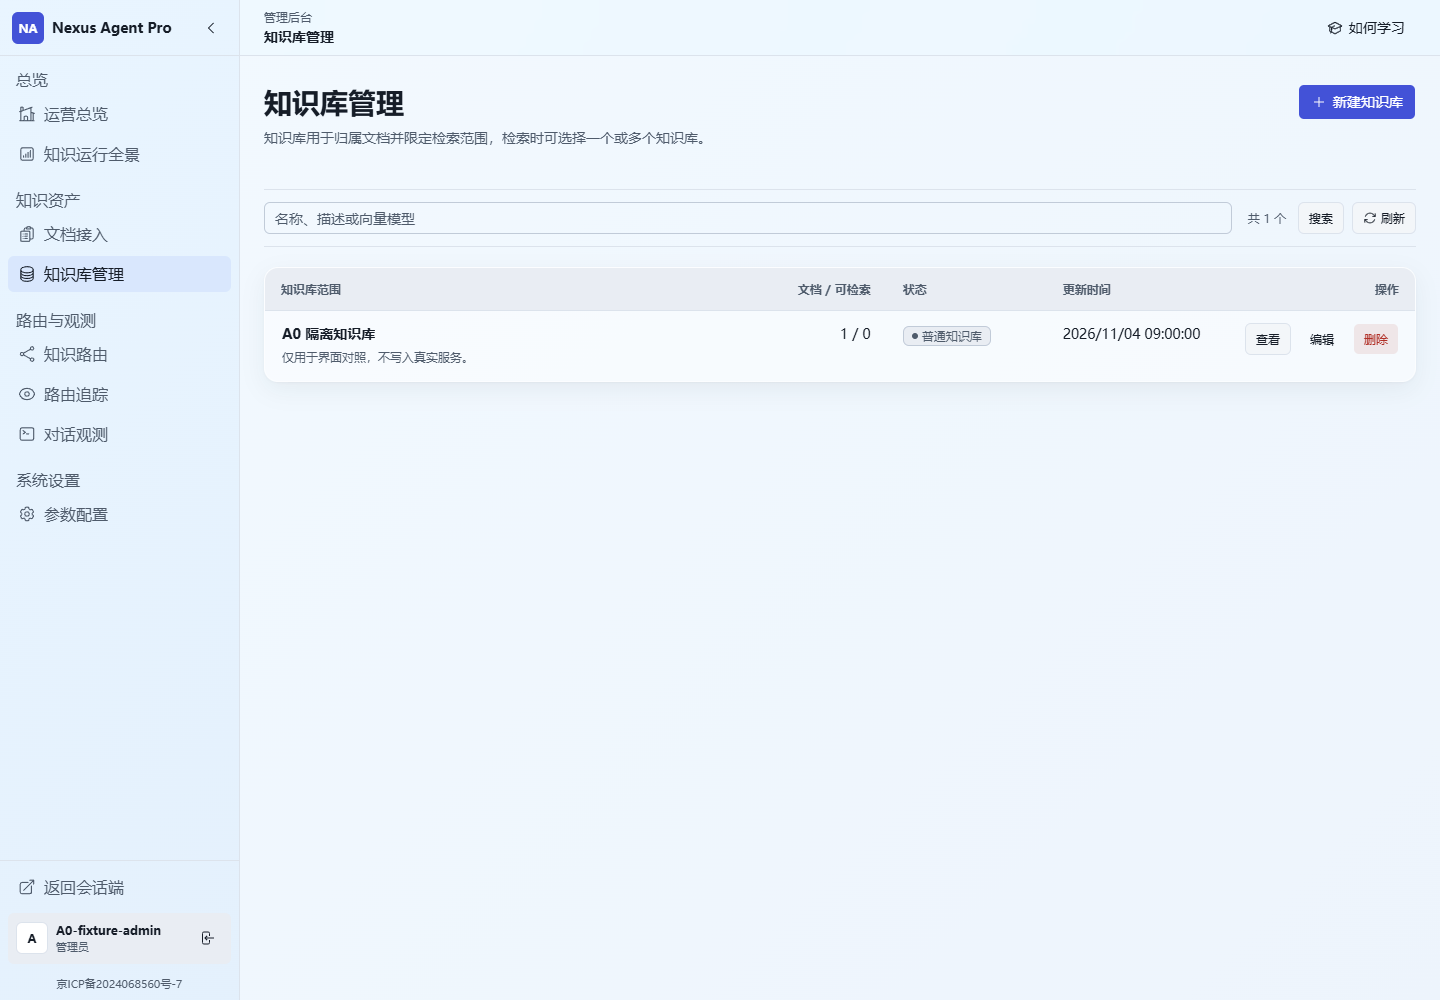 NA Nexus Agent Pro
总览
运营总览
知识运行全景
知识资产
文档接入
知识库管理
路由与观测
知识路由
路由追踪
对话观测
系统设置
参数配置
返回会话端
A A0-fixture-admin
管理员
京ICP备2024068560号-7
管理后台
知识库管理
如何学习
知识库管理
新建知识库
知识库用于归属文档并限定检索范围，检索时可选择一个或多个知识库。
名称、描述或向量模型 共 1 个 搜索 刷新
知识库范围 文档 / 可检索 状态 更新时间 操作
A0 隔离知识库 1 / 0 普通知识库 2026/11/04 09:00:00 查看 编辑 删除
仅用于界面对照，不写入真实服务。